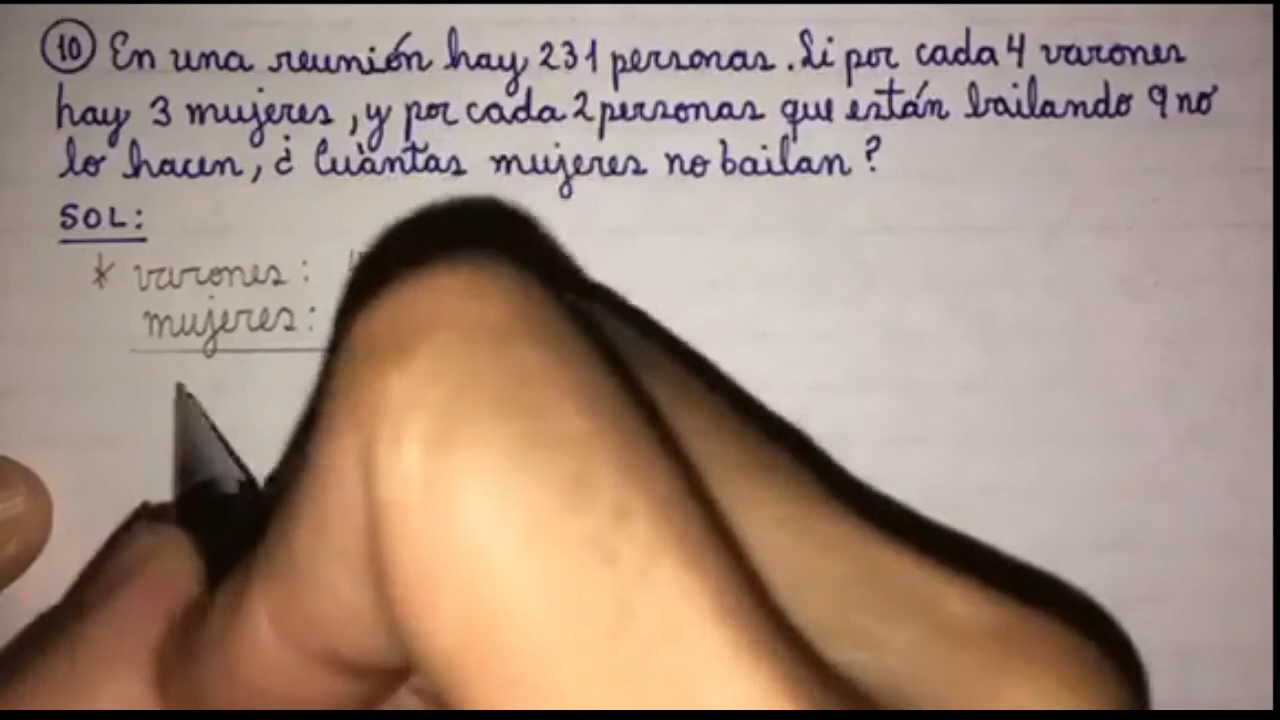 10 En una reunión hay 231 personas. Si por cada 4 varones
hay 3 mujeres, y por cada 2 personas que están bailando 9 no
lo hacen, ¿ Cuàntas mujeres no bailan ?
SOL:
* varones :
mujeres :